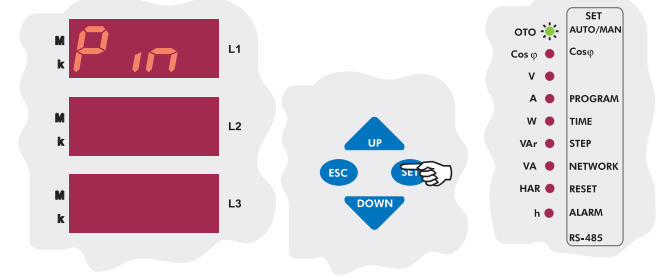 M
k
P in
L1
M
k
L2
M
k
L3
UP
ESC
SET
DOWN
SET
OTO AUTO/MAN
Cos φ Cosφ
V
A PROGRAM
W TIME
VAr STEP
VA NETWORK
HAR RESET
h ALARM
RS-485